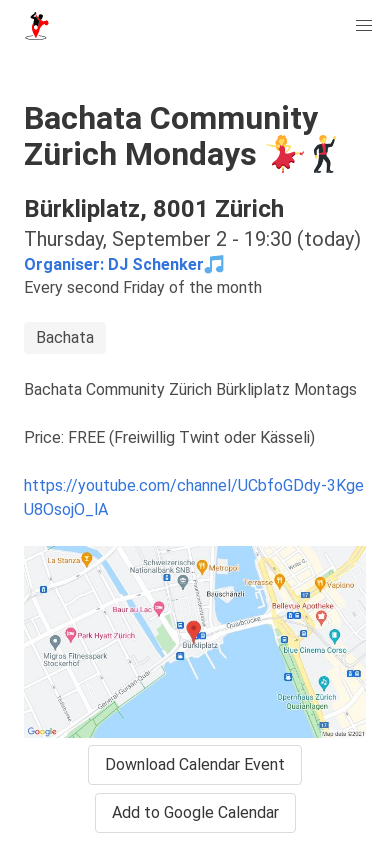 Bachata Community
Zürich Mondays 💃🕺
Bürkliplatz, 8001 Zürich
Thursday, September 2 - 19:30 (today)
Organiser: DJ Schenker🎵
Every second Friday of the month
Bachata
Bachata Community Zürich Bürkliplatz Montags
Price: FREE (Freiwillig Twint oder Kässeli)
https://youtube.com/channel/UCbfoGDdy-3Kge
U8OsojO_lA
La Stanza
Schweizerische
Nationalbank SNB...
Metropol
Bauschänzli
Terrasse
Vapiano
Baur au Lac
Bellevue Apotheke
Park Hyatt Zürich
Quaibrücke
Bürkliplatz
Blue Cinema Corso
Migros Fitnesspark
Stockerhof
General-Guisan-Quai
Talstrasse
Opernhaus Zürich
Quaianlagen
Google
Map data ©2021
Download Calendar Event
Add to Google Calendar